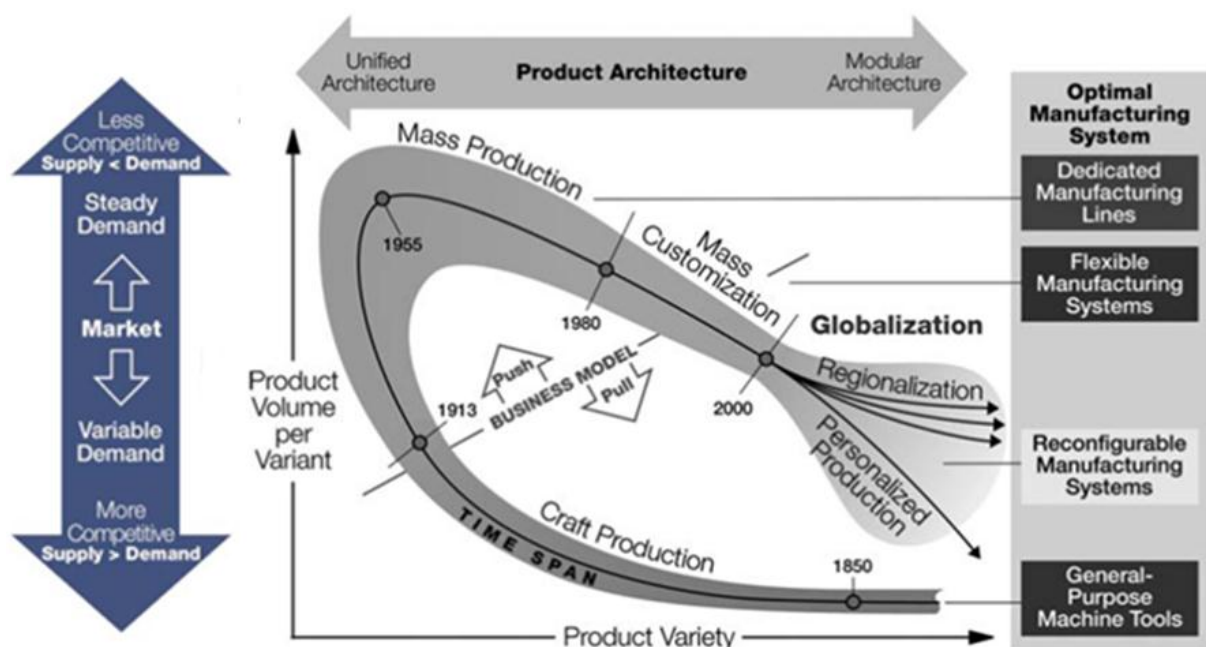 Unified
Architecture
Product Architecture
Modular
Architecture
Less
Competitive
Supply < Demand
Steady
Demand
Market
Variable
Demand
More
Competitive
Supply > Demand
Mass Production
Mass
Customization
1955
1980
2000
1913
1850
Globalization
Regionalization
Personalized
Production
Push
BUSINESS MODEL
Pull
Product
Volume
per
Variant
Craft Production
TIME SPAN
Product Variety
Optimal
Manufacturing
System
Dedicated
Manufacturing
Lines
Flexible
Manufacturing
Systems
Reconfigurable
Manufacturing
Systems
General-
Purpose
Machine Tools